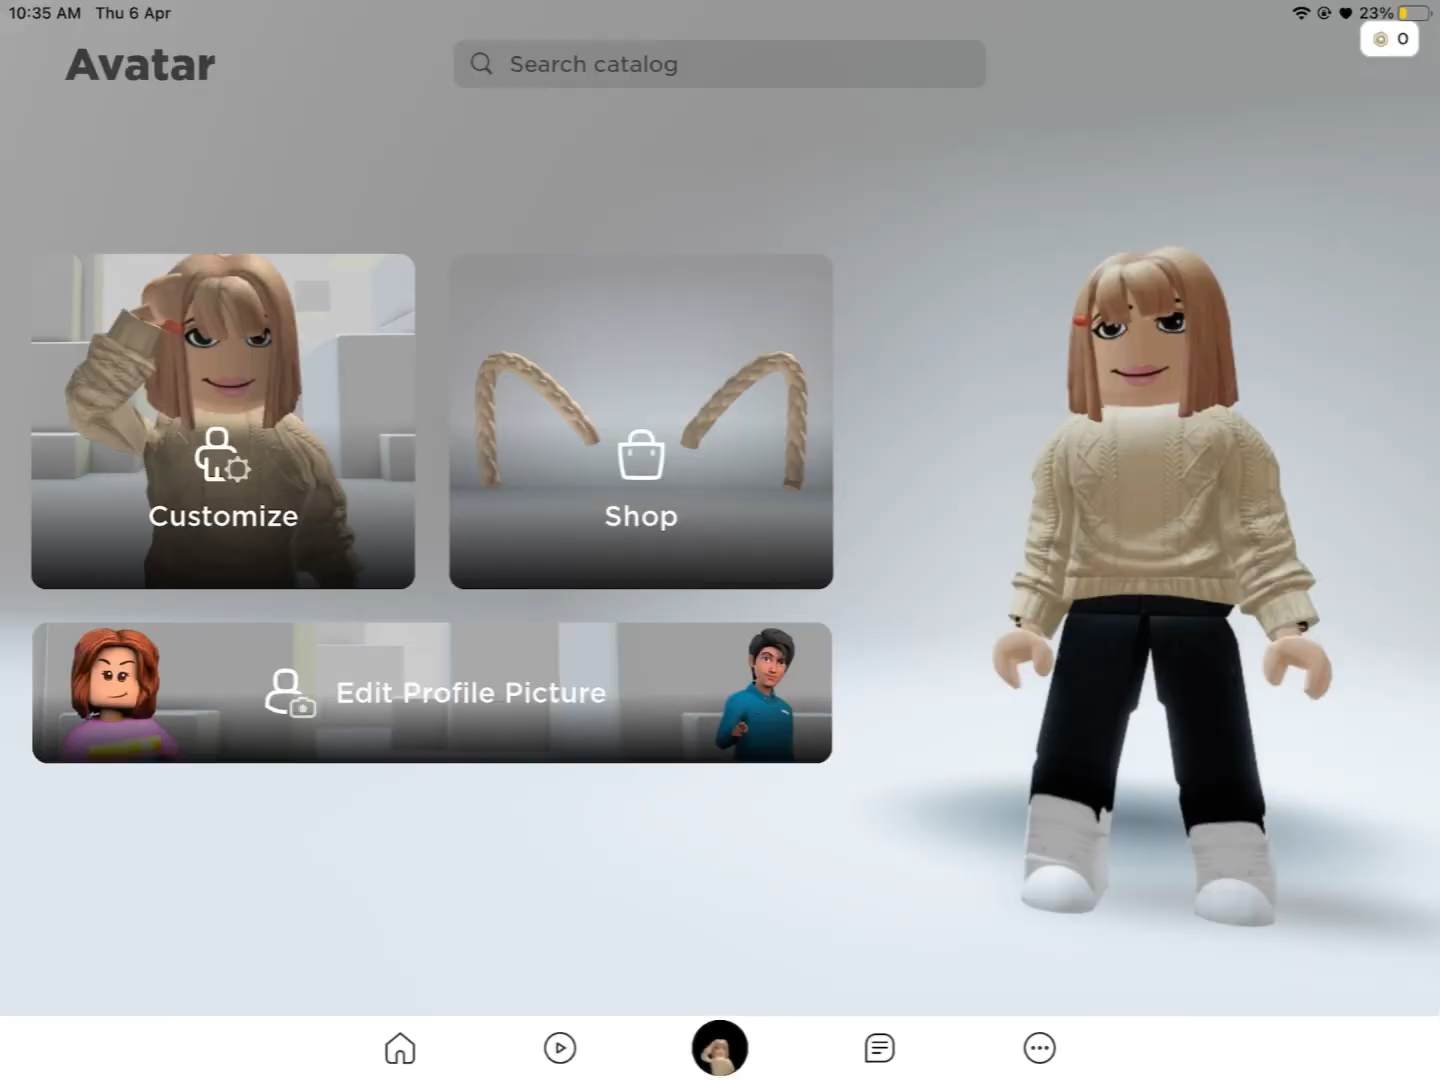 10:35 AM Thu 6 Apr
23%
0
Avatar
Search catalog
Customize
Shop
Edit Profile Picture